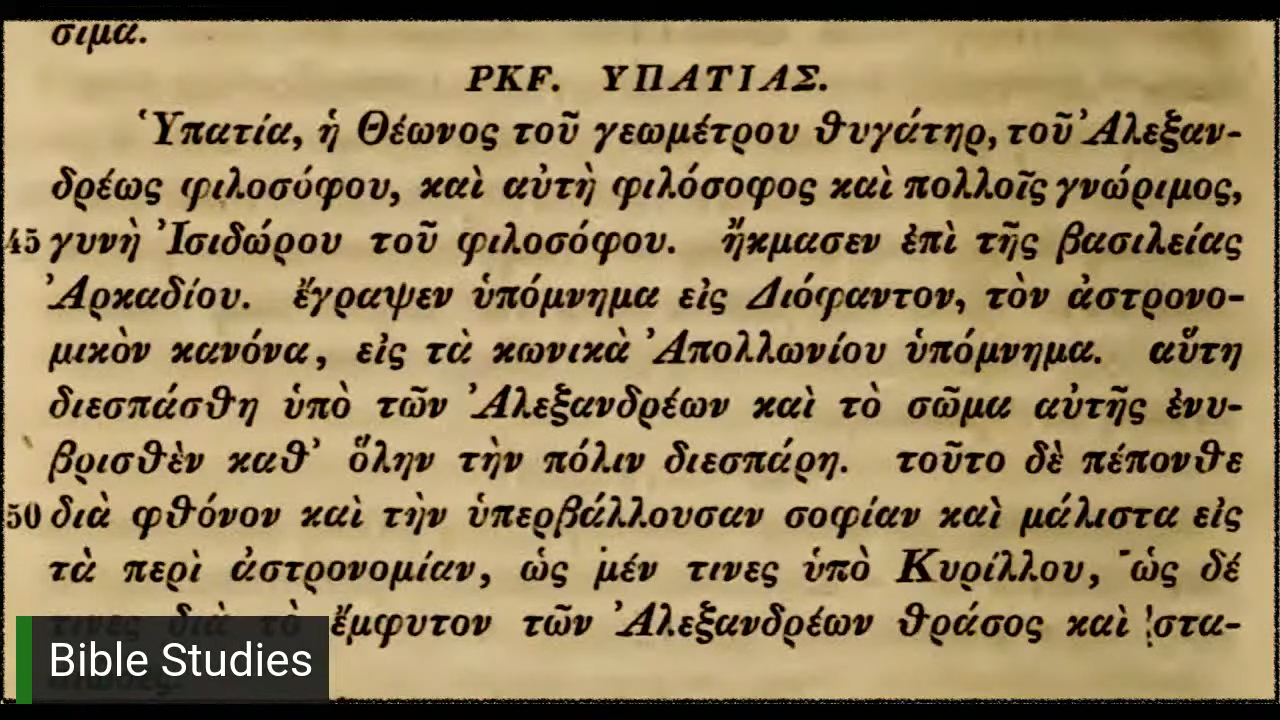 σιμα.
ΡΚF. ΥΠΑΤΙΑΣ.
Ὑπατία, ἡ Θέωνος τοῦ γεωμέτρου θυγάτηρ, τοῦ Ἀλεξαν-
δρέως φιλοσόφου, καὶ αὐτὴ φιλόσοφος καὶ πολλοῖς γνώριμος,
45 γυνὴ Ἰσιδώρου τοῦ φιλοσόφου. ἤκμασεν ἐπὶ τῆς βασιλείας
Ἀρκαδίου. ἔγραψεν ὑπόμνημα εἰς Διόφαντον, τὸν ἀστρονο-
μικὸν κανόνα, εἰς τὰ κωνικὰ Ἀπολλωνίου ὑπόμνημα. αὕτη
διεσπάσθη ὑπὸ τῶν Ἀλεξανδρέων καὶ τὸ σῶμα αὐτῆς ἐνυ-
βρισθὲν καθ' ὅλην τὴν πόλιν διεσπάρη. τοῦτο δὲ πέπονθε
50 διὰ φθόνον καὶ τὴν ὑπερβάλλουσαν σοφίαν καὶ μάλιστα εἰς
τὰ περὶ ἀστρονομίαν, ὡς μέν τινες ὑπὸ Κυρίλλου, ὡς δέ
τινες διὰ τὸ ἔμφυτον τῶν Ἀλεξανδρέων θράσος καὶ στα-
Bible Studies